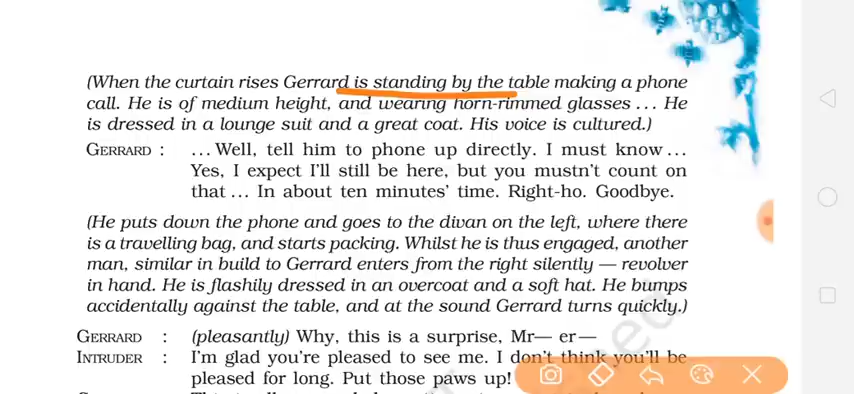 (When the curtain rises Gerrard is standing by the table making a phone
call. He is of medium height, and wearing horn-rimmed glasses ... He
is dressed in a lounge suit and a great coat. His voice is cultured.)
GERRARD : ... Well, tell him to phone up directly. I must know ...
Yes, I expect I'll still be here, but you mustn't count on
that ... In about ten minutes' time. Right-ho. Goodbye.
(He puts down the phone and goes to the divan on the left, where there
is a travelling bag, and starts packing. Whilst he is thus engaged, another
man, similar in build to Gerrard enters from the right silently — revolver
in hand. He is flashily dressed in an overcoat and a soft hat. He bumps
accidentally against the table, and at the sound Gerrard turns quickly.)
GERRARD : (pleasantly) Why, this is a surprise, Mr— er —
INTRUDER : I'm glad you're pleased to see me. I don't think you'll be
pleased for long. Put those paws up!